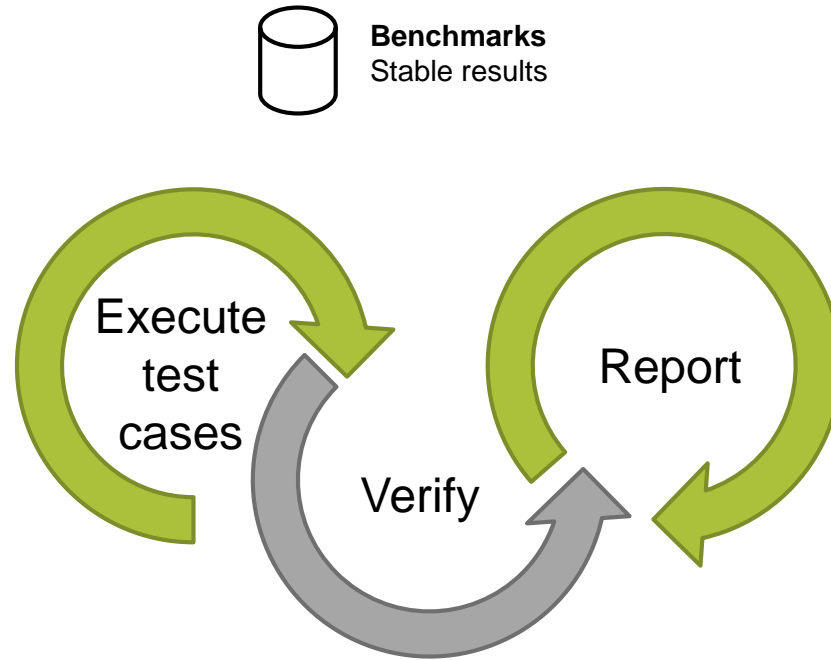 Benchmarks
Stable results
Execute
test
cases
Verify
Report